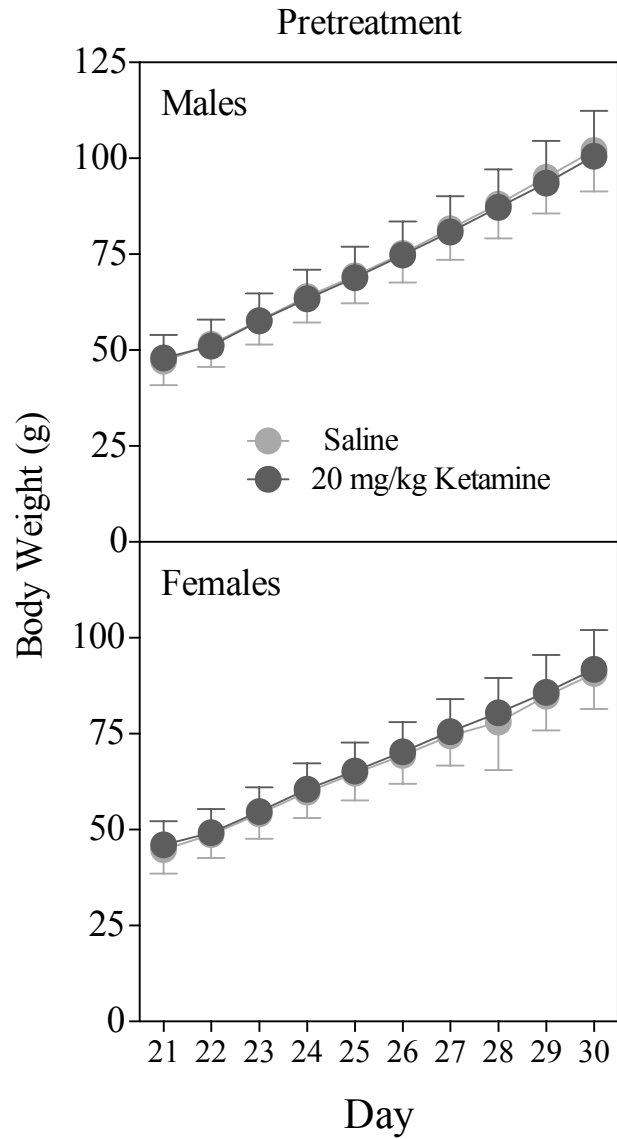 Pretreatment
125
Males
100
75
50
Saline
25
20 mg/kg Ketamine
0
Body Weight (g)
Females
100
75
50
25
0
21 22 23 24 25 26 27 28 29 30
Day